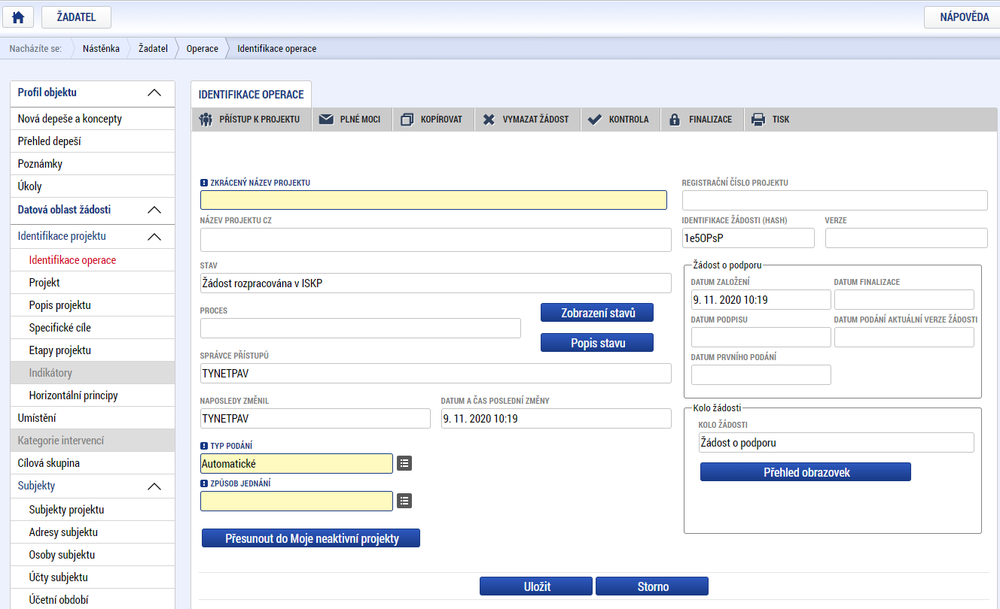 ŽADATEL
NÁPOVĚDA
Nacházíte se: Nástěnka Žadatel Operace Identifikace operace
Profil objektu
Nová depeše a koncepty
Přehled depeší
Poznámky
Úkoly
Datová oblast žádosti
Identifikace projektu
Identifikace operace
Projekt
Popis projektu
Specifické cíle
Etapy projektu
Indikátory
Horizontální principy
Umístění
Kategorie intervencí
Cílová skupina
Subjekty
Subjekty projektu
Adresy subjektu
Osoby subjektu
Účty subjektu
Účetní období
IDENTIFIKACE OPERACE
PŘÍSTUP K PROJEKTU PLNÉ MOCI KOPÍROVAT VYMAZAT ŽÁDOST KONTROLA FINALIZACE TISK
ZKRÁCENÝ NÁZEV PROJEKTU
NÁZEV PROJEKTU CZ
STAV
Žádost rozpracována v ISKP
PROCES
Zobrazení stavů
Popis stavu
SPRÁVCE PŘÍSTUPŮ
TYNETPAV
NAPOSLEDY ZMĚNIL
TYNETPAV
DATUM A ČAS POSLEDNÍ ZMĚNY
9. 11. 2020 10:19
TYP PODÁNÍ
Automatické
ZPŮSOB JEDNÁNÍ
Přesunout do Moje neaktivní projekty
REGISTRAČNÍ ČÍSLO PROJEKTU
IDENTIFIKACE ŽÁDOSTI (HASH)
1e5OPsP
VERZE
Žádost o podporu
DATUM ZALOŽENÍ
9. 11. 2020 10:19
DATUM FINALIZACE
DATUM PODPISU
DATUM PODÁNÍ AKTUÁLNÍ VERZE ŽÁDOSTI
DATUM PRVNÍHO PODÁNÍ
Kolo žádosti
KOLO ŽÁDOSTI
Žádost o podporu
Přehled obrazovek
Uložit
Storno